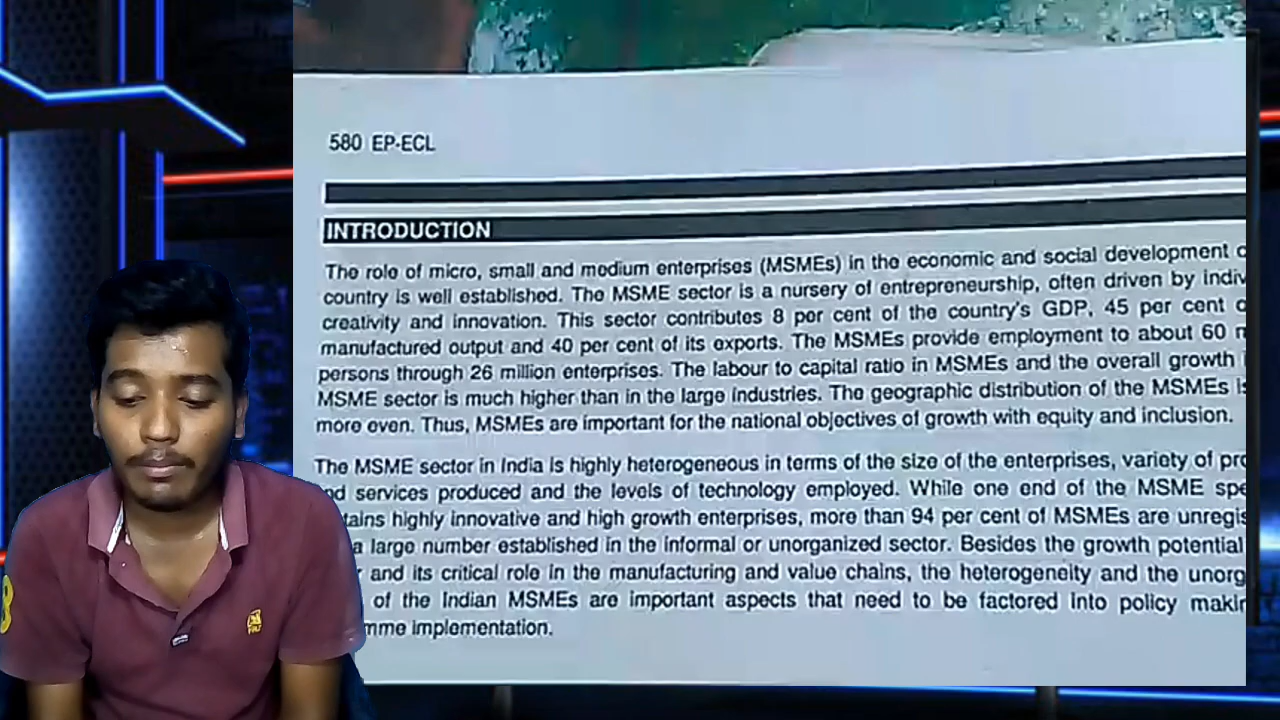 580 EP-ECL
INTRODUCTION
The role of micro, small and medium enterprises (MSMEs) in the economic and social development
country is well established. The MSME sector is a nursery of entrepreneurship, often driven by
creativity and innovation. This sector contributes 8 per cent of the country's GDP, 45 per cent
manufactured output and 40 per cent of its exports. The MSMEs provide employment to about 60
persons through 26 million enterprises. The labour to capital ratio in MSMEs and the overall growth
MSME sector is much higher than in the large industries. The geographic distribution of the MSMEs
more even. Thus, MSMEs are important for the national objectives of growth with equity and inclusion.
The MSME sector in India is highly heterogeneous in terms of the size of the enterprises, variety of
services produced and the levels of technology employed. While one end of the MSME
highly innovative and high growth enterprises, more than 94 per cent of MSMEs are
a large number established in the informal or unorganized sector. Besides the growth potential
and its critical role in the manufacturing and value chains, the heterogeneity and the
of the Indian MSMEs are important aspects that need to be factored into policy
implementation.